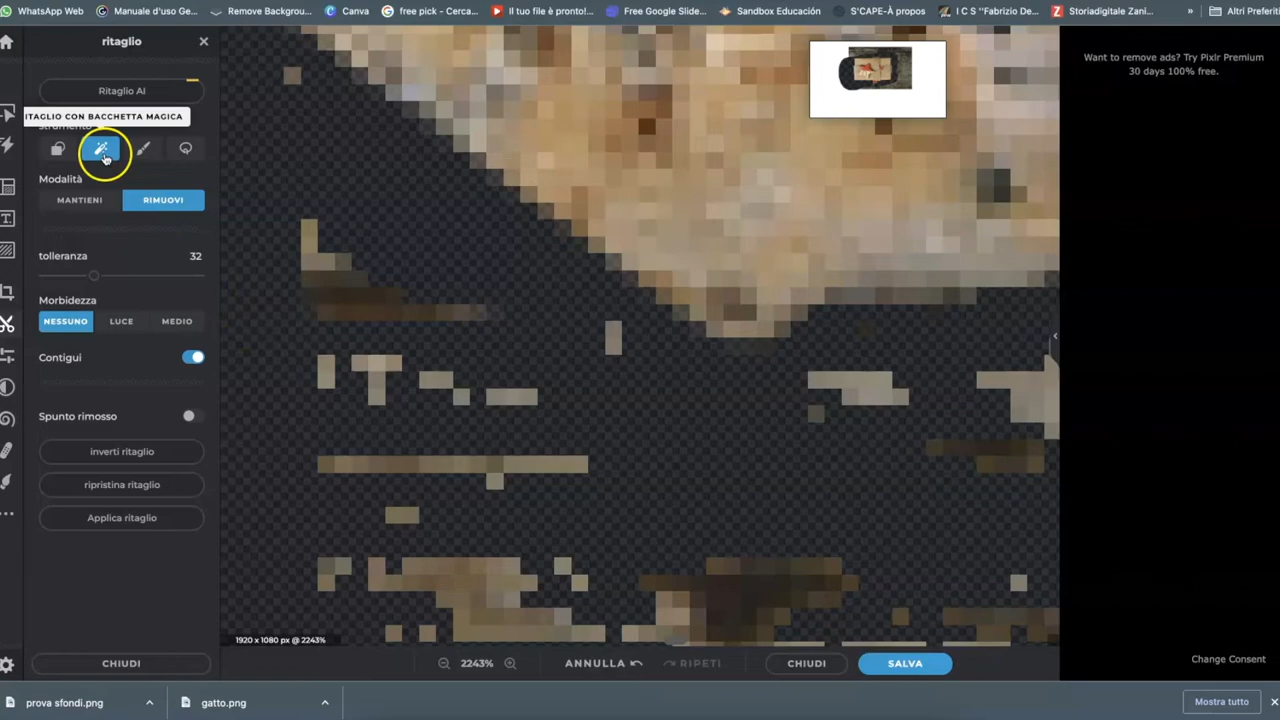 WhatsApp Web
Manuale d'uso Ge...
Remove Backgrou...
Canva
free pick - Cerca...
Il tuo file è pronto!...
Free Google Slide...
Sandbox Educación
S'CAPE-À propos
I C S ''Fabrizio De...
Storiadigitale Zani...
»
Altri Preferiti
ritaglio
Ritaglio AI
ITAGLIO CON BACCHETTA MAGICA
Modalità
MANTIENI
RIMUOVI
tolleranza
32
Morbidezza
NESSUNO
LUCE
MEDIO
Contigui
Spunto rimosso
inverti ritaglio
ripristina ritaglio
Applica ritaglio
CHIUDI
1920 x 1080 px @ 2243%
2243%
ANNULLA
RIPETI
CHIUDI
SALVA
Want to remove ads? Try Pixlr Premium
30 days 100% free.
Change Consent
prova sfondi.png
gatto.png
Mostra tutto